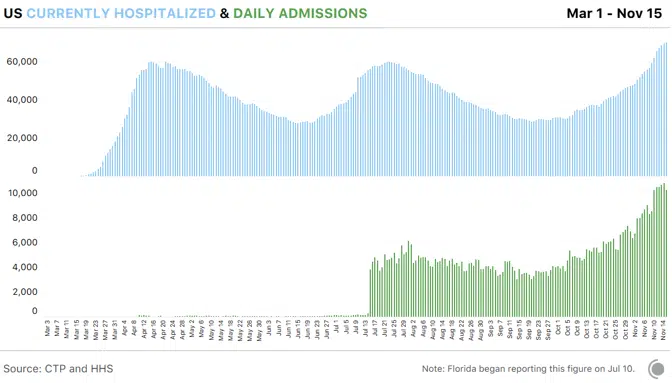 US CURRENTLY HOSPITALIZED & DAILY ADMISSIONS
Mar 1 - Nov 15
60,000
40,000
20,000
0
10,000
8,000
6,000
4,000
2,000
0
Mar 3
Mar 7
Mar 11
Mar 15
Mar 19
Mar 23
Mar 27
Mar 31
Apr 4
Apr 8
Apr 12
Apr 16
Apr 20
Apr 24
Apr 28
May 2
May 6
May 10
May 14
May 18
May 22
May 26
May 30
Jun 3
Jun 7
Jun 11
Jun 15
Jun 19
Jun 23
Jun 27
Jul 1
Jul 5
Jul 9
Jul 13
Jul 17
Jul 21
Jul 25
Jul 29
Aug 2
Aug 6
Aug 10
Aug 14
Aug 18
Aug 22
Aug 26
Aug 30
Sep 3
Sep 7
Sep 11
Sep 15
Sep 19
Sep 23
Sep 27
Oct 1
Oct 5
Oct 9
Oct 13
Oct 17
Oct 21
Oct 25
Oct 29
Nov 2
Nov 6
Nov 10
Nov 14
Source: CTP and HHS
Note: Florida began reporting this figure on Jul 10.